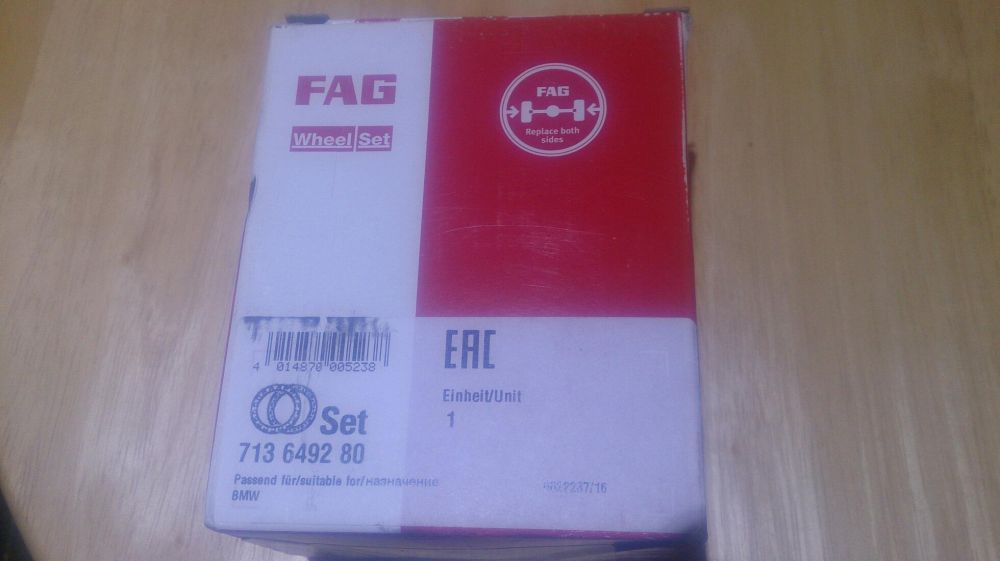 FAG
Wheel Set
FAG
Replace both
sides
4 014870 005238
EAC
Einheit/Unit
1
Set
713 6492 80
Passend für/suitable for/назначение
BMW